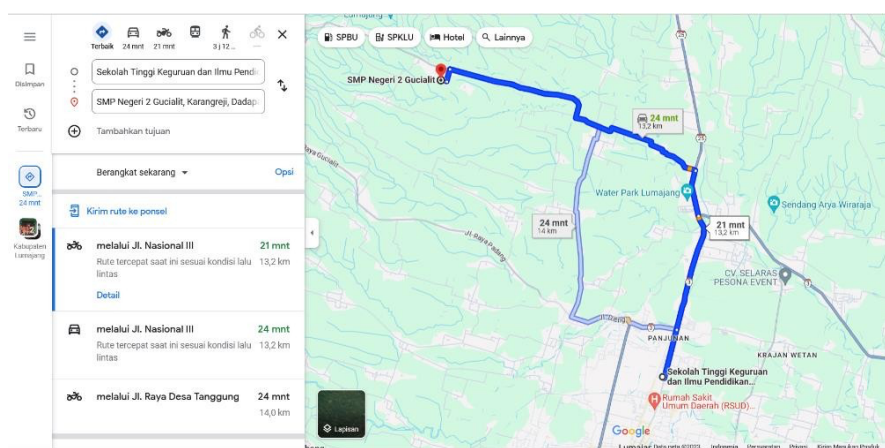 Disimpan
Terbaru
SMP...
24 mnt
Kabupaten
Lumajang
Terbaik
24 mnt
21 mnt
3 j 12 ...
Sekolah Tinggi Keguruan dan Ilmu Pendic
SMP Negeri 2 Gucialit, Karangreji, Dadap
Tambahkan tujuan
Berangkat sekarang
Opsi
Kirim rute ke ponsel
melalui Jl. Nasional III 21 mnt
Rute tercepat saat ini sesuai kondisi lalu 13,2 km
lintas
Detail
melalui Jl. Nasional III 24 mnt
Rute tercepat saat ini sesuai kondisi lalu 13,2 km
lintas
melalui Jl. Raya Desa Tanggung 24 mnt
14,0 km
SPBU
SPKLU
Hotel
Lainnya
SMP Negeri 2 Gucialit
24 mnt
13,2 km
Water Park Lumajang
Sendang Arya Wiraraja
24 mnt
14 km
21 mnt
13,2 km
Jl. Raya Padang
CV. SELARAS
PESONA EVENT
PANJUNAN
KRAJAN WETAN
Sekolah Tinggi Keguruan
dan Ilmu Pendidikan...
Rumah Sakit
Umum Daerah (RSUD)...
Lapisan
Google